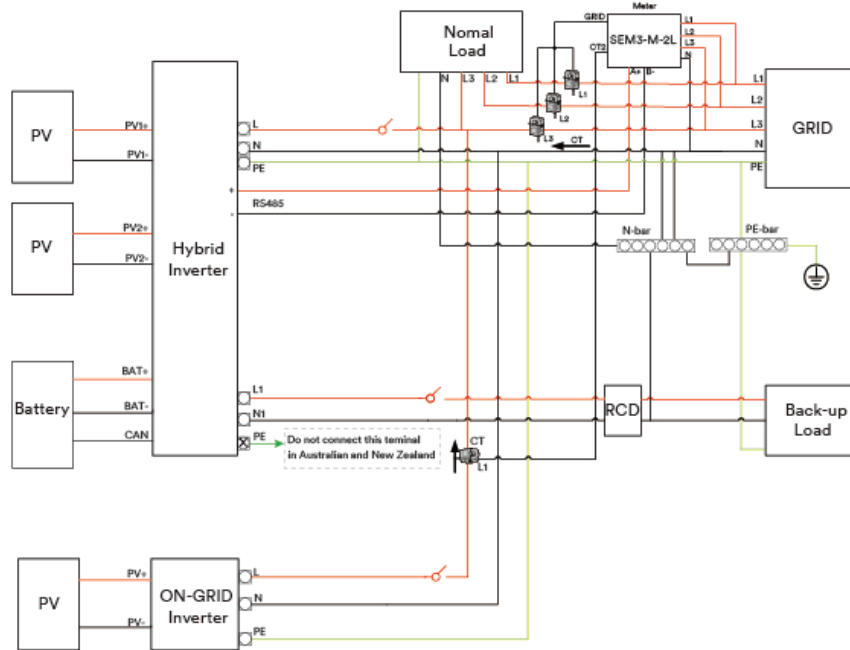 Meter
GRID
SEM3-M-2L
L1
L2
L3
N
CT2
A+
B-
Nomal
Load
N
L3
L2
L1
L1
L2
L3
CT
L1
L2
L3
N
PE
GRID
PV
PV1+
PV1-
L
N
PE
+
RS485
-
PV
PV2+
PV2-
Hybrid
Inverter
N-bar
PE-bar
Battery
BAT+
BAT-
CAN
L1
N1
PE
Do not connect this teminal
in Australian and New Zealand
CT
L1
RCD
Back-up
Load
PV
PV+
PV-
ON-GRID
Inverter
L
N
PE